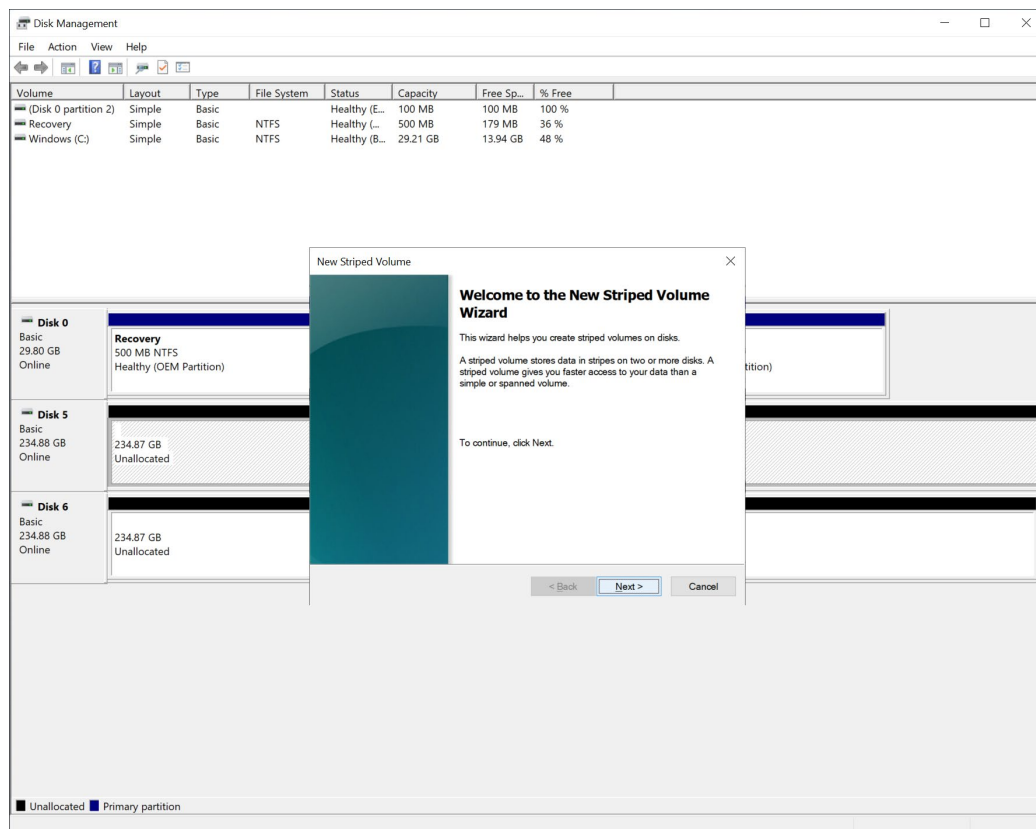 Disk Management
File Action View Help
Volume Layout Type File System Status Capacity Free Sp... % Free
(Disk 0 partition 2) Simple Basic Healthy (E... 100 MB 100 MB 100 %
Recovery Simple Basic NTFS Healthy (... 500 MB 179 MB 36 %
Windows (C:) Simple Basic NTFS Healthy (B... 29.21 GB 13.94 GB 48 %
New Striped Volume
Welcome to the New Striped Volume
Wizard
This wizard helps you create striped volumes on disks.
A striped volume stores data in stripes on two or more disks. A
striped volume gives you faster access to your data than a
simple or spanned volume.
To continue, click Next.
< Back Next > Cancel
Disk 0
Basic
29.80 GB
Online
Recovery
500 MB NTFS
Healthy (OEM Partition)
tition)
Disk 5
Basic
234.88 GB
Online
234.87 GB
Unallocated
Disk 6
Basic
234.88 GB
Online
234.87 GB
Unallocated
Unallocated Primary partition